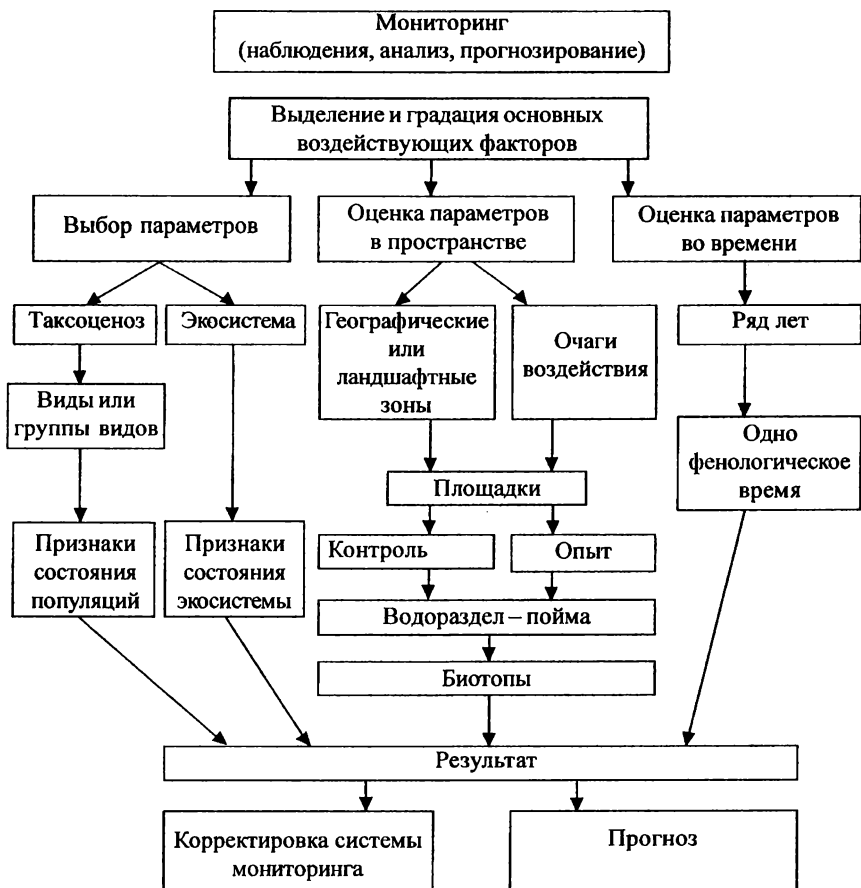 Мониторинг
(наблюдения, анализ, прогнозирование)
Выделение и градация основных
воздействующих факторов
Выбор параметров
Оценка параметров
в пространстве
Оценка параметров
во времени
Таксоценоз
Экосистема
Географические
или
ландшафтные
зоны
Очаги
воздействия
Ряд лет
Виды или
группы видов
Одно
фенологическое
время
Площадки
Признаки
состояния
популяций
Признаки
состояния
экосистемы
Контроль
Опыт
Водораздел – пойма
Биотопы
Результат
Корректировка системы
мониторинга
Прогноз